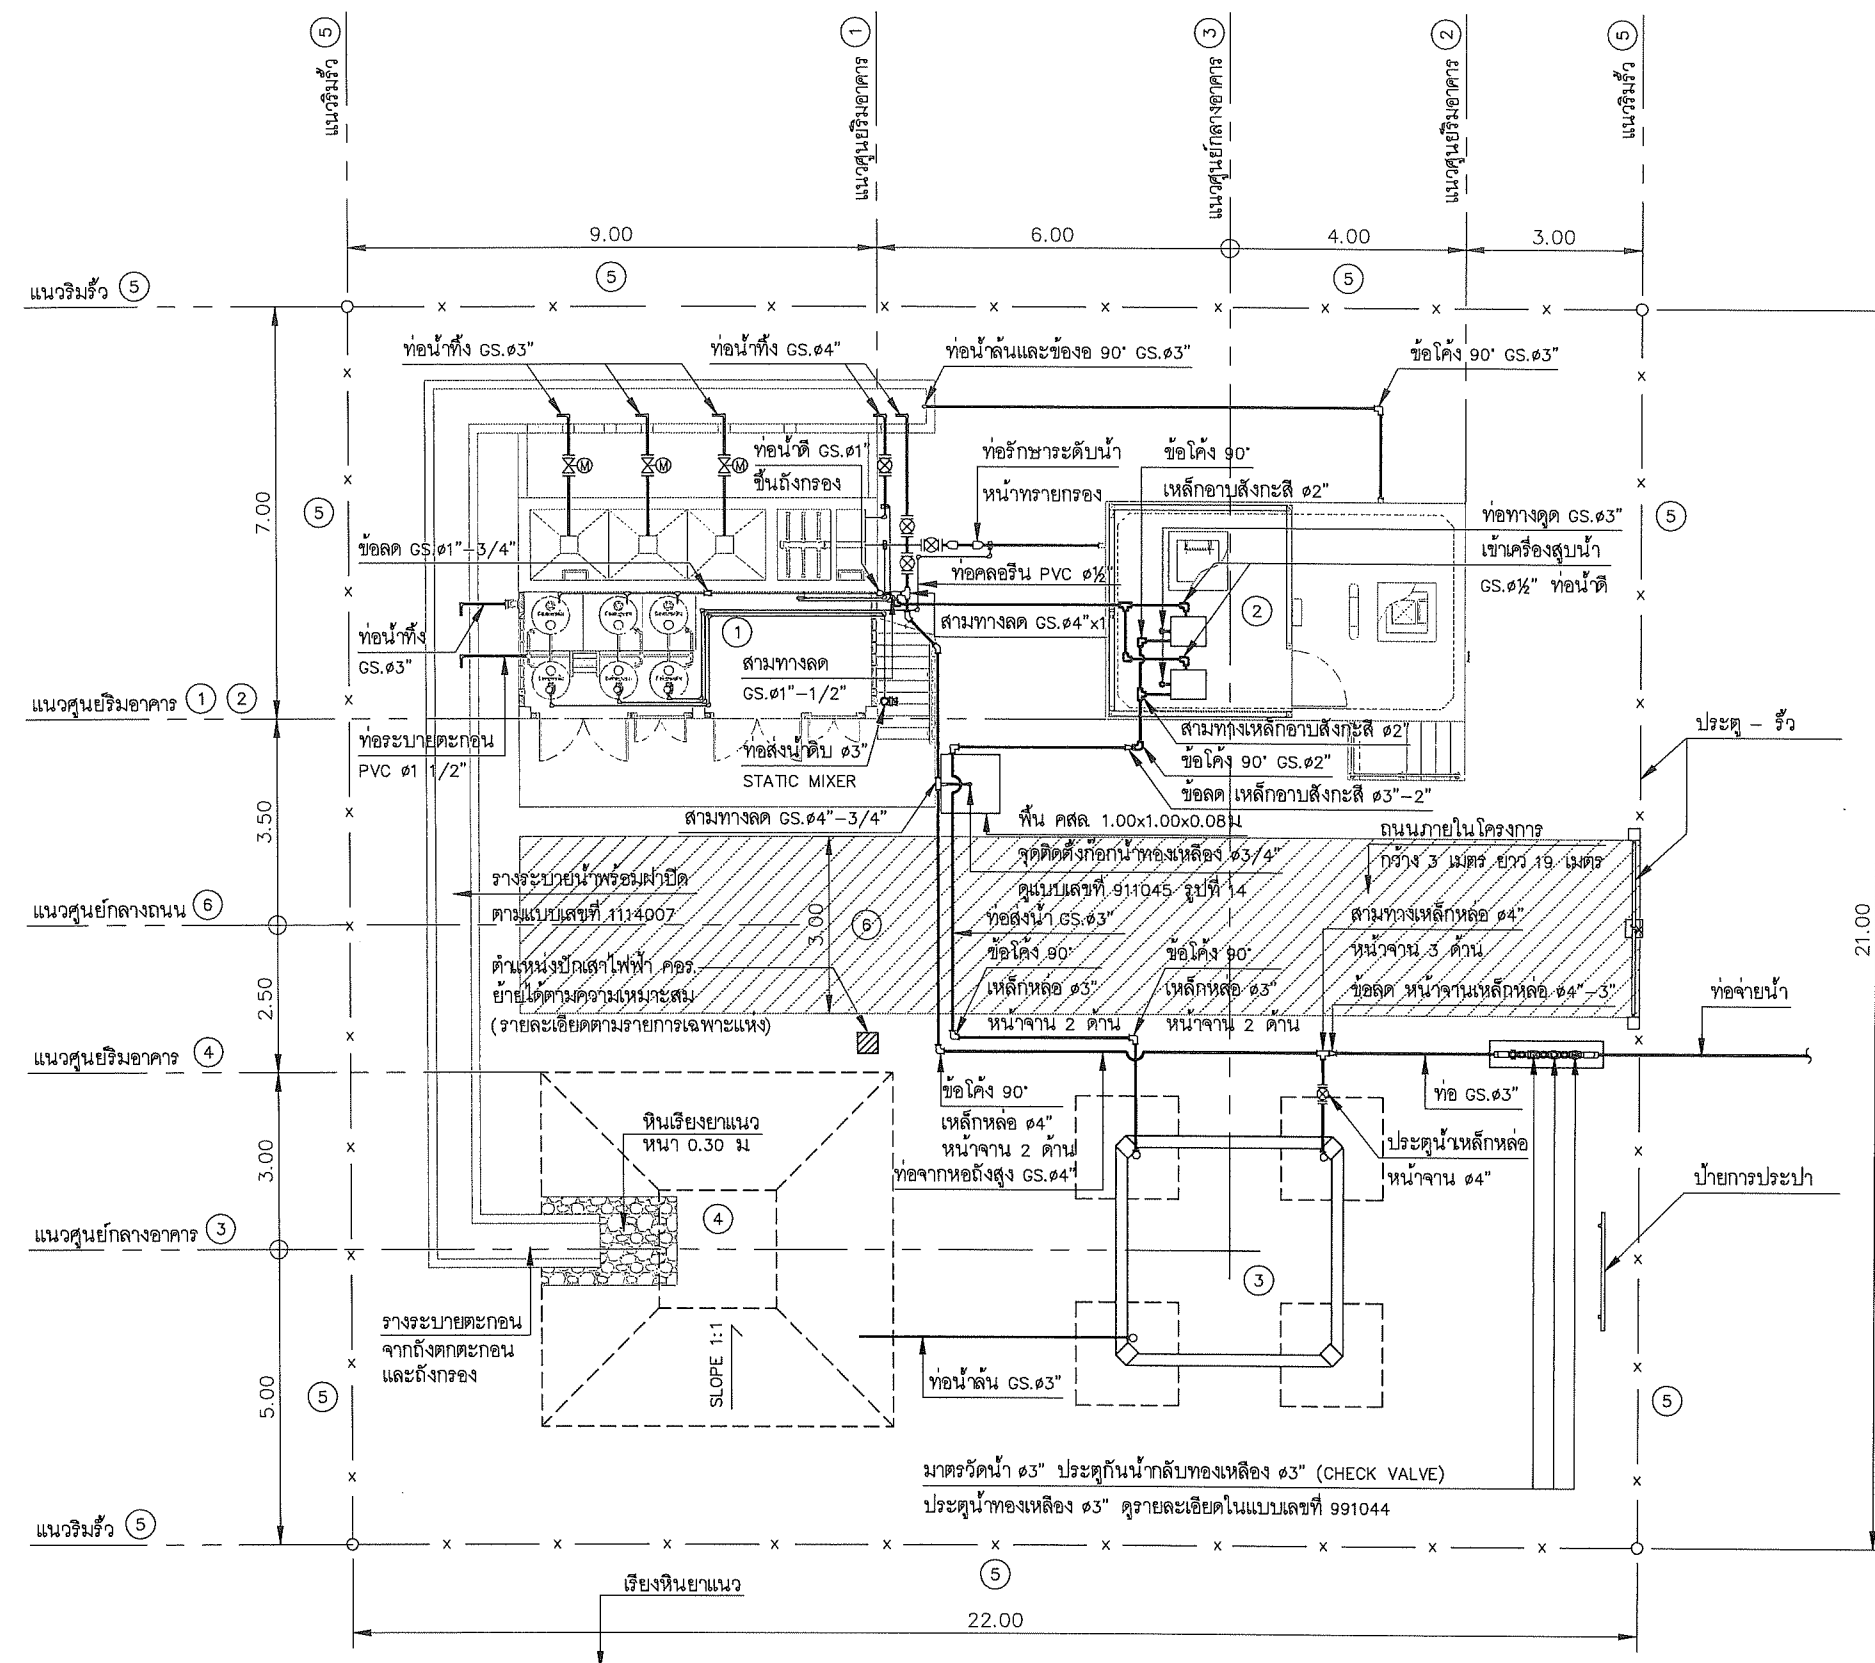 แนวริมรั้ว 5
แนวศูนย์ริมอาคาร 1
แนวศูนย์กลางอาคาร 3
แนวศูนย์ริมอาคาร 2
แนวริมรั้ว 5
9.00
6.00
4.00
3.00
5
5
แนวริมรั้ว 5
ท่อน้ำทิ้ง GS.ø3"
ท่อน้ำทิ้ง GS.ø4"
ท่อน้ำล้นและข้องอ 90° GS.ø3"
ข้อโค้ง 90° GS.ø3"
7.00
5
M
M
M
ท่อน้ำดี GS.ø1"
ขึ้นถังกรอง
ท่อรักษาระดับน้ำ
หน้าทรายกรอง
ข้อโค้ง 90°
เหล็กอาบสังกะสี ø2"
ท่อทางดูด GS.ø3"
เข้าเครื่องสูบน้ำ
GS.ø½" ท่อน้ำดี
5
ข้อลด GS.ø1"-3/4"
ท่อคลอรีน PVC ø½"
สามทางลด GS.ø4"x1"
2
ท่อน้ำทิ้ง
GS.ø3"
1
สามทางลด
GS.ø1"-1/2"
แนวศูนย์ริมอาคาร 1 2
ท่อระบายตะกอน
PVC ø1 1/2"
ท่อส่งน้ำดิบ ø3"
STATIC MIXER
สามทางเหล็กอาบสังกะสี ø2"
ข้อโค้ง 90° GS.ø2"
ข้อลด เหล็กอาบสังกะสี ø3"-2"
ประตู - รั้ว
3.50
สามทางลด GS.ø4"-3/4"
พื้น คสล. 1.00x1.00x0.08ม
จุดติดตั้งก๊อกน้ำทองเหลือง ø3/4"
ดูแบบเลขที่ 911045 รูปที่ 14
ถนนภายในโครงการ
กว้าง 3 เมตร ยาว 19 เมตร
รางระบายน้ำพร้อมฝาปิด
ตามแบบเลขที่ 1114007
แนวศูนย์กลางถนน 6
3.00
6
ท่อส่งน้ำ GS.ø3"
สามทางเหล็กหล่อ ø4"
หน้าจาน 3 ด้าน
21.00
2.50
ตำแหน่งปักเสาไฟฟ้า คอร.
ย้ายได้ตามความเหมาะสม
(รายละเอียดตามรายการเฉพาะแห่ง)
ข้อโค้ง 90°
เหล็กหล่อ ø3"
หน้าจาน 2 ด้าน
ข้อโค้ง 90°
เหล็กหล่อ ø3"
หน้าจาน 2 ด้าน
ข้อลด หน้าจานเหล็กหล่อ ø4"-3"
ท่อจ่ายน้ำ
แนวศูนย์ริมอาคาร 4
ข้อโค้ง 90°
เหล็กหล่อ ø4"
หน้าจาน 2 ด้าน
ท่อจากหอถังสูง GS.ø4"
ท่อ GS.ø3"
หินเรียงยาแนว
หนา 0.30 ม
3.00
ประตูน้ำเหล็กหล่อ
หน้าจาน ø4"
ป้ายการประปา
แนวศูนย์กลางอาคาร 3
4
3
รางระบายตะกอน
จากถังตกตะกอน
และถังกรอง
SLOPE 1:1
5.00
5
ท่อน้ำล้น GS.ø3"
5
มาตรวัดน้ำ ø3" ประตูกันน้ำกลับทองเหลือง ø3" (CHECK VALVE)
ประตูน้ำทองเหลือง ø3" ดูรายละเอียดในแบบเลขที่ 991044
แนวริมรั้ว 5
5
เรียงหินยาแนว
22.00